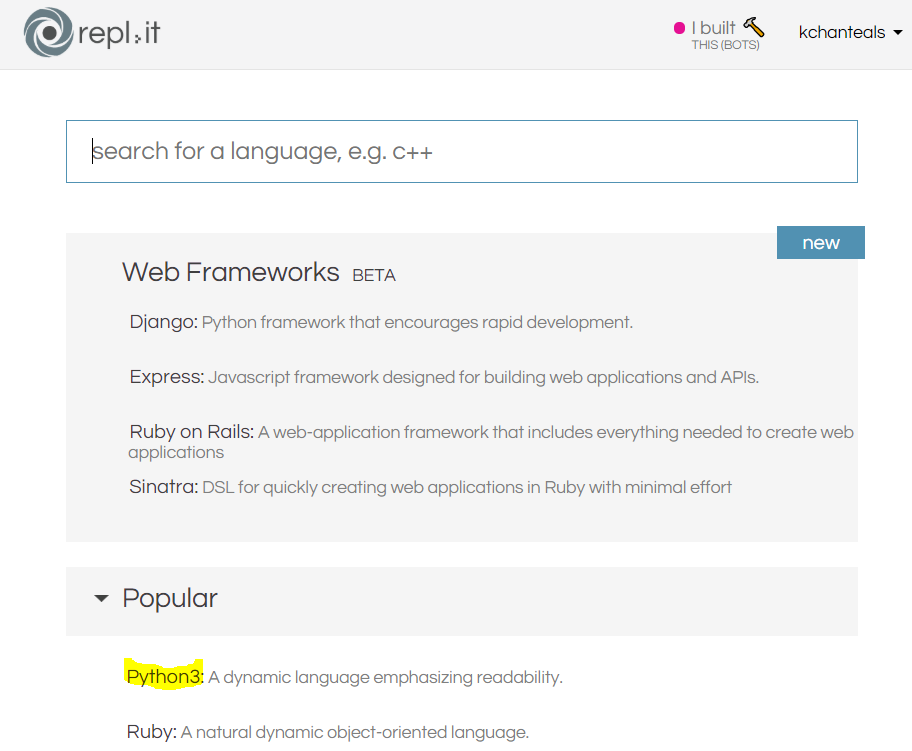 repl.it
I built
THIS (BOTS)
kchanteals
search for a language, e.g. c++
new
Web Frameworks BETA
Django: Python framework that encourages rapid development.
Express: Javascript framework designed for building web applications and APIs.
Ruby on Rails: A web-application framework that includes everything needed to create web
applications
Sinatra: DSL for quickly creating web applications in Ruby with minimal effort
Popular
Python3: A dynamic language emphasizing readability.
Ruby: A natural dynamic object-oriented language.